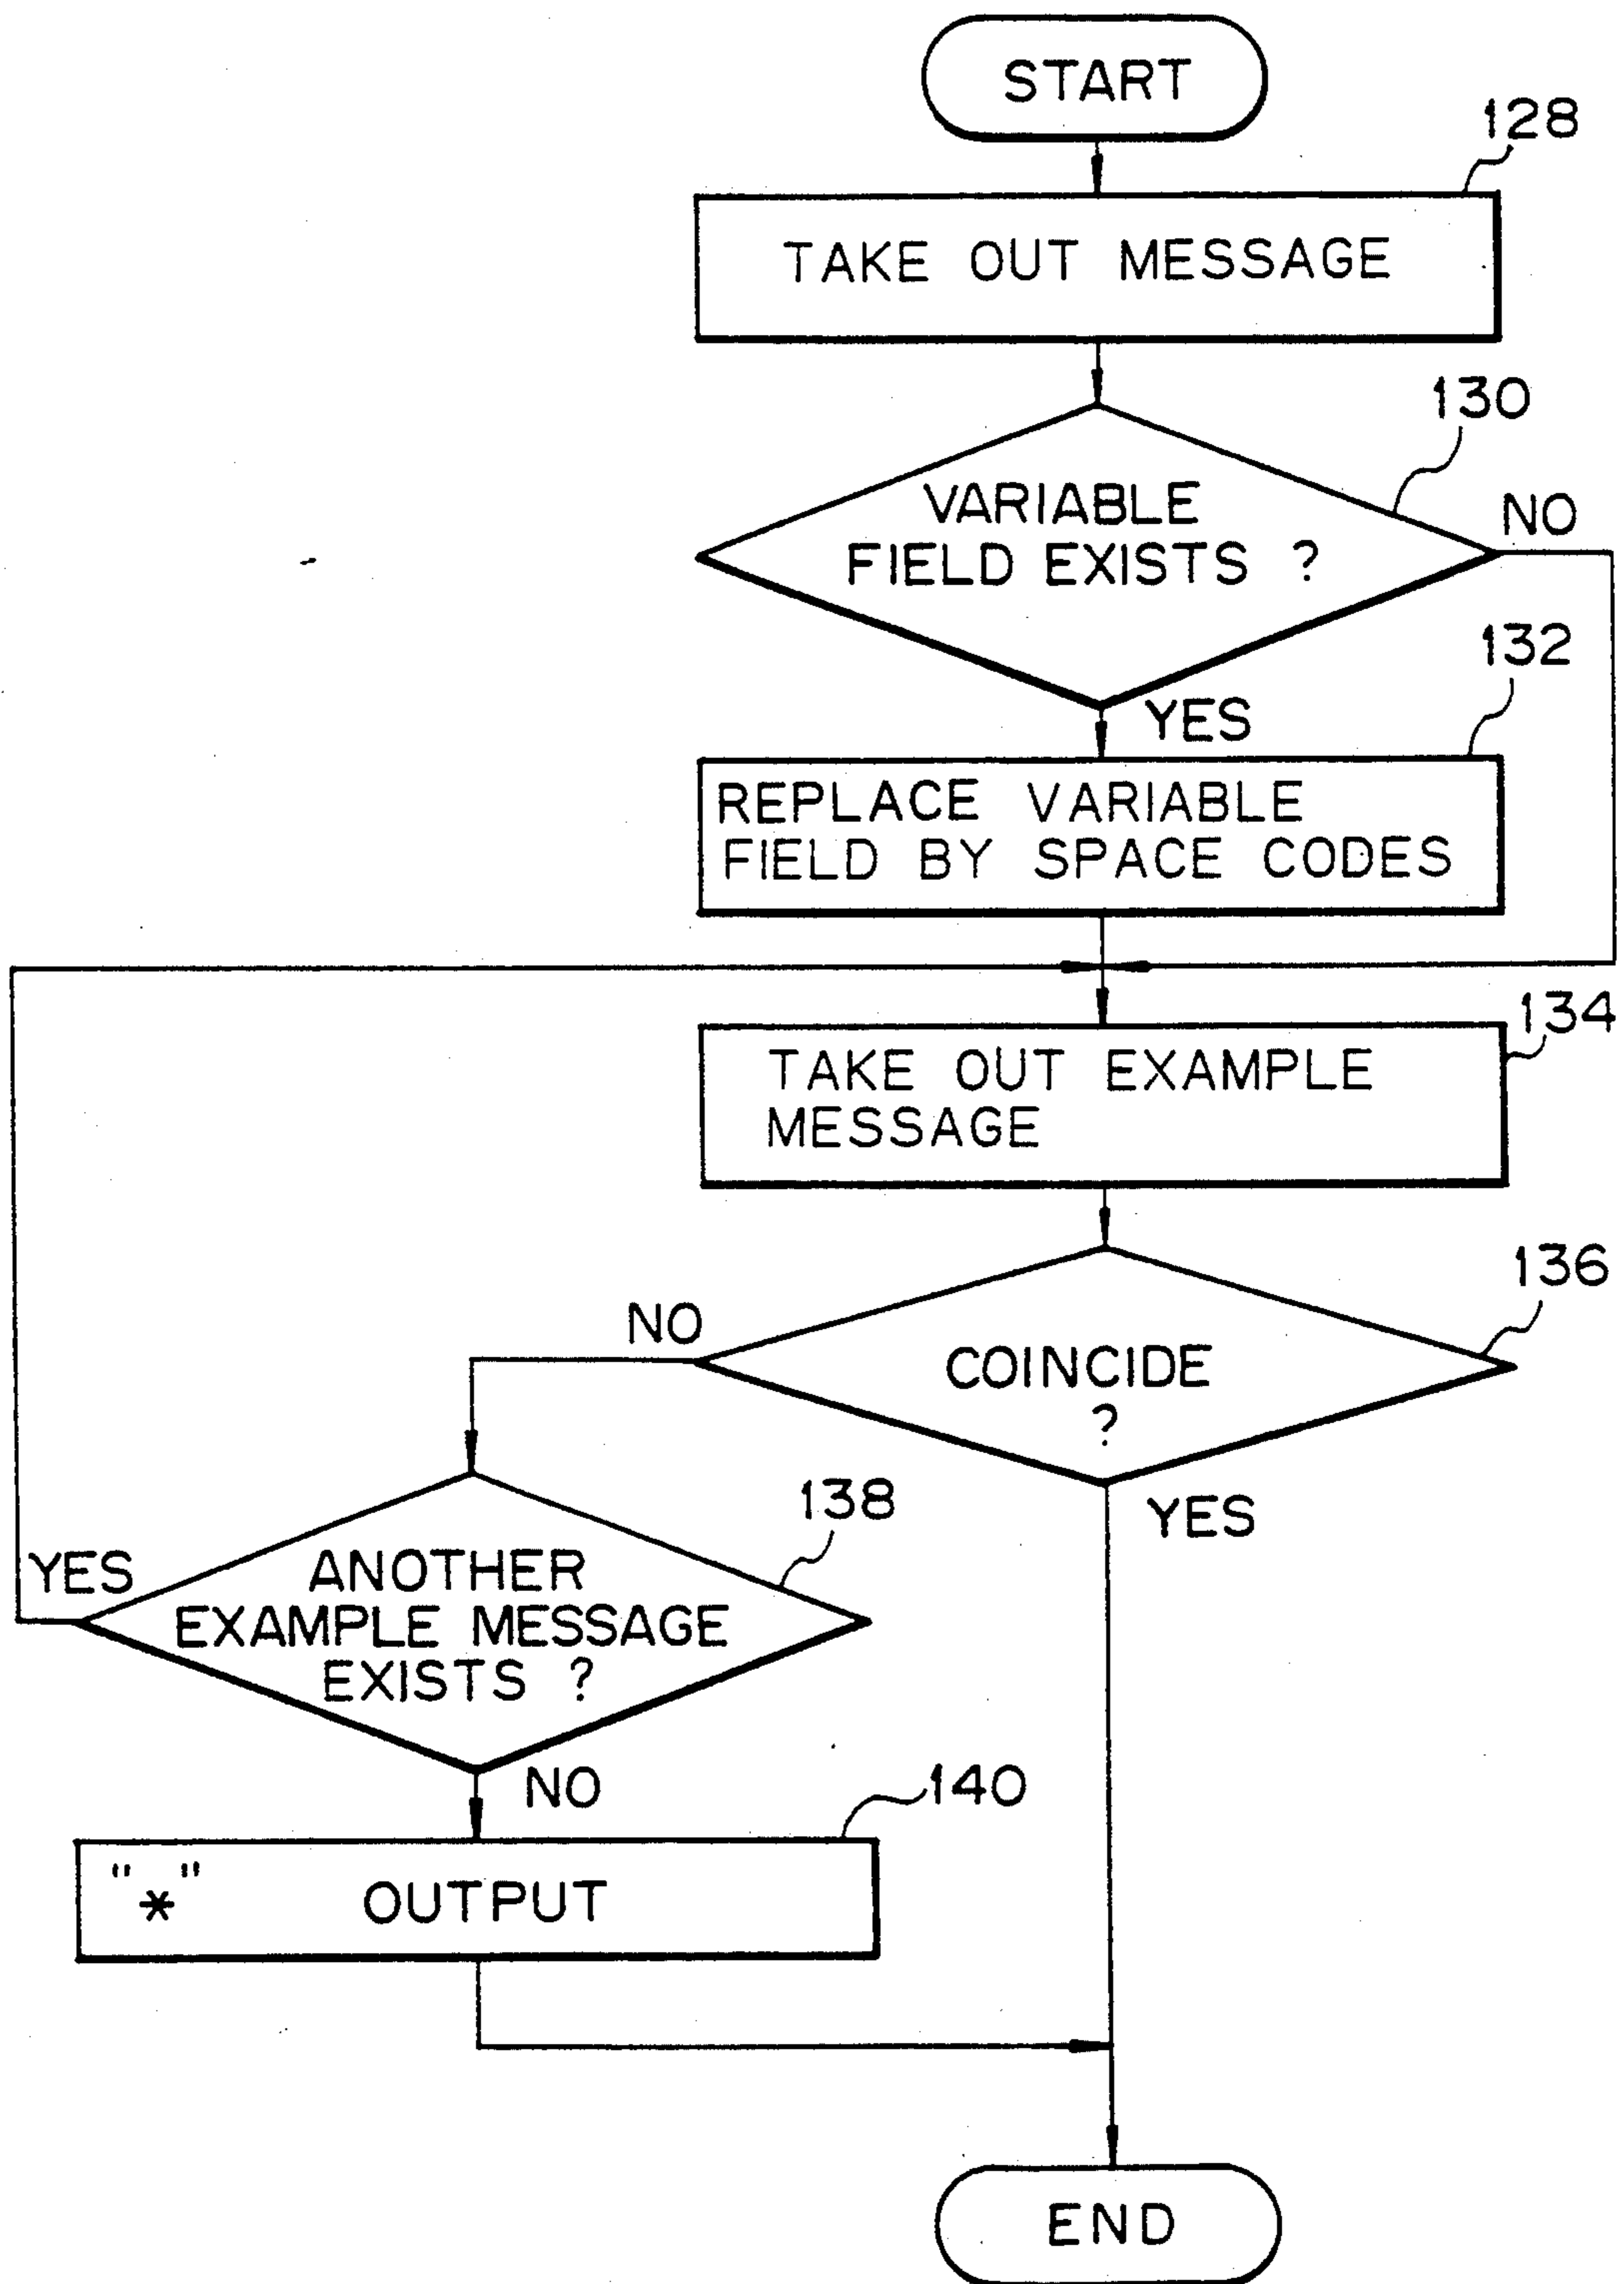 START
128
TAKE OUT MESSAGE
130
VARIABLE
FIELD EXISTS ?
NO
132
YES
REPLACE VARIABLE
FIELD BY SPACE CODES
134
TAKE OUT EXAMPLE
MESSAGE
136
NO
COINCIDE
?
YES
138
YES
ANOTHER
EXAMPLE MESSAGE
EXISTS ?
NO
140
"*" OUTPUT
END